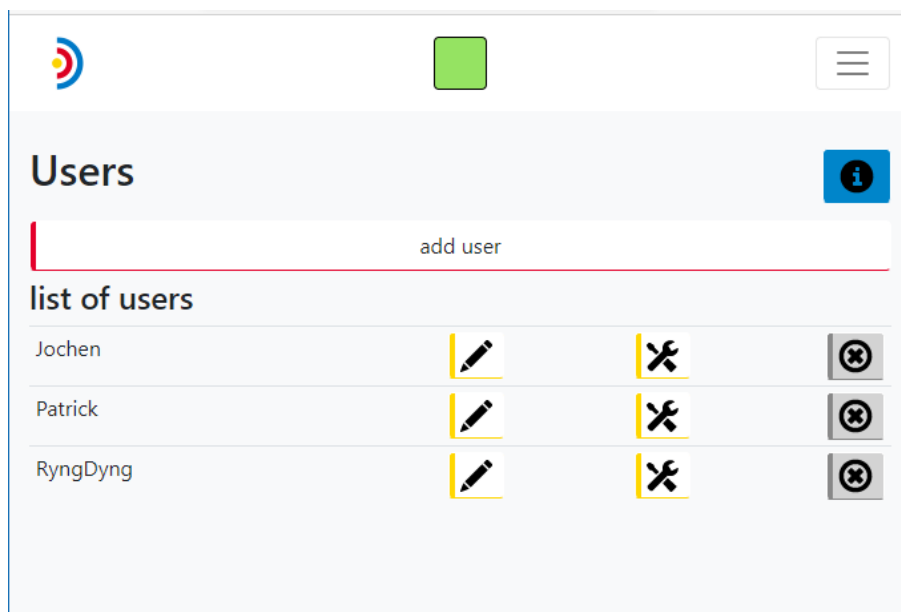 Users
add user
list of users
Jochen
Patrick
RyngDyng